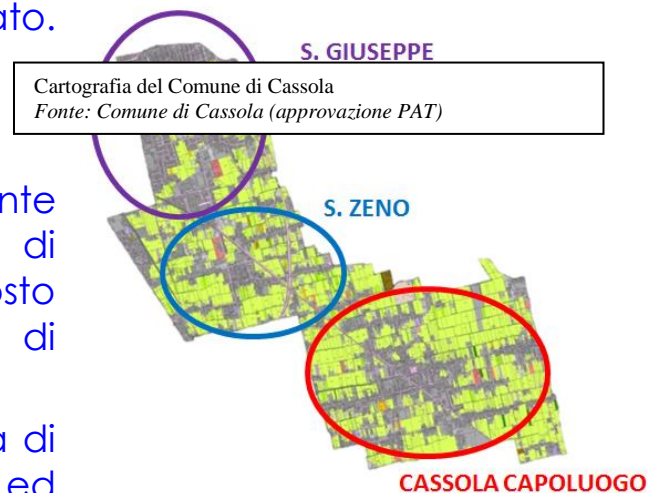 ato.
S. GIUSEPPE
Cartografia del Comune di Cassola
Fonte: Comune di Cassola (approvazione PAT)
nte
S. ZENO
di
osto
di
a di
ed
CASSOLA CAPOLUOGO